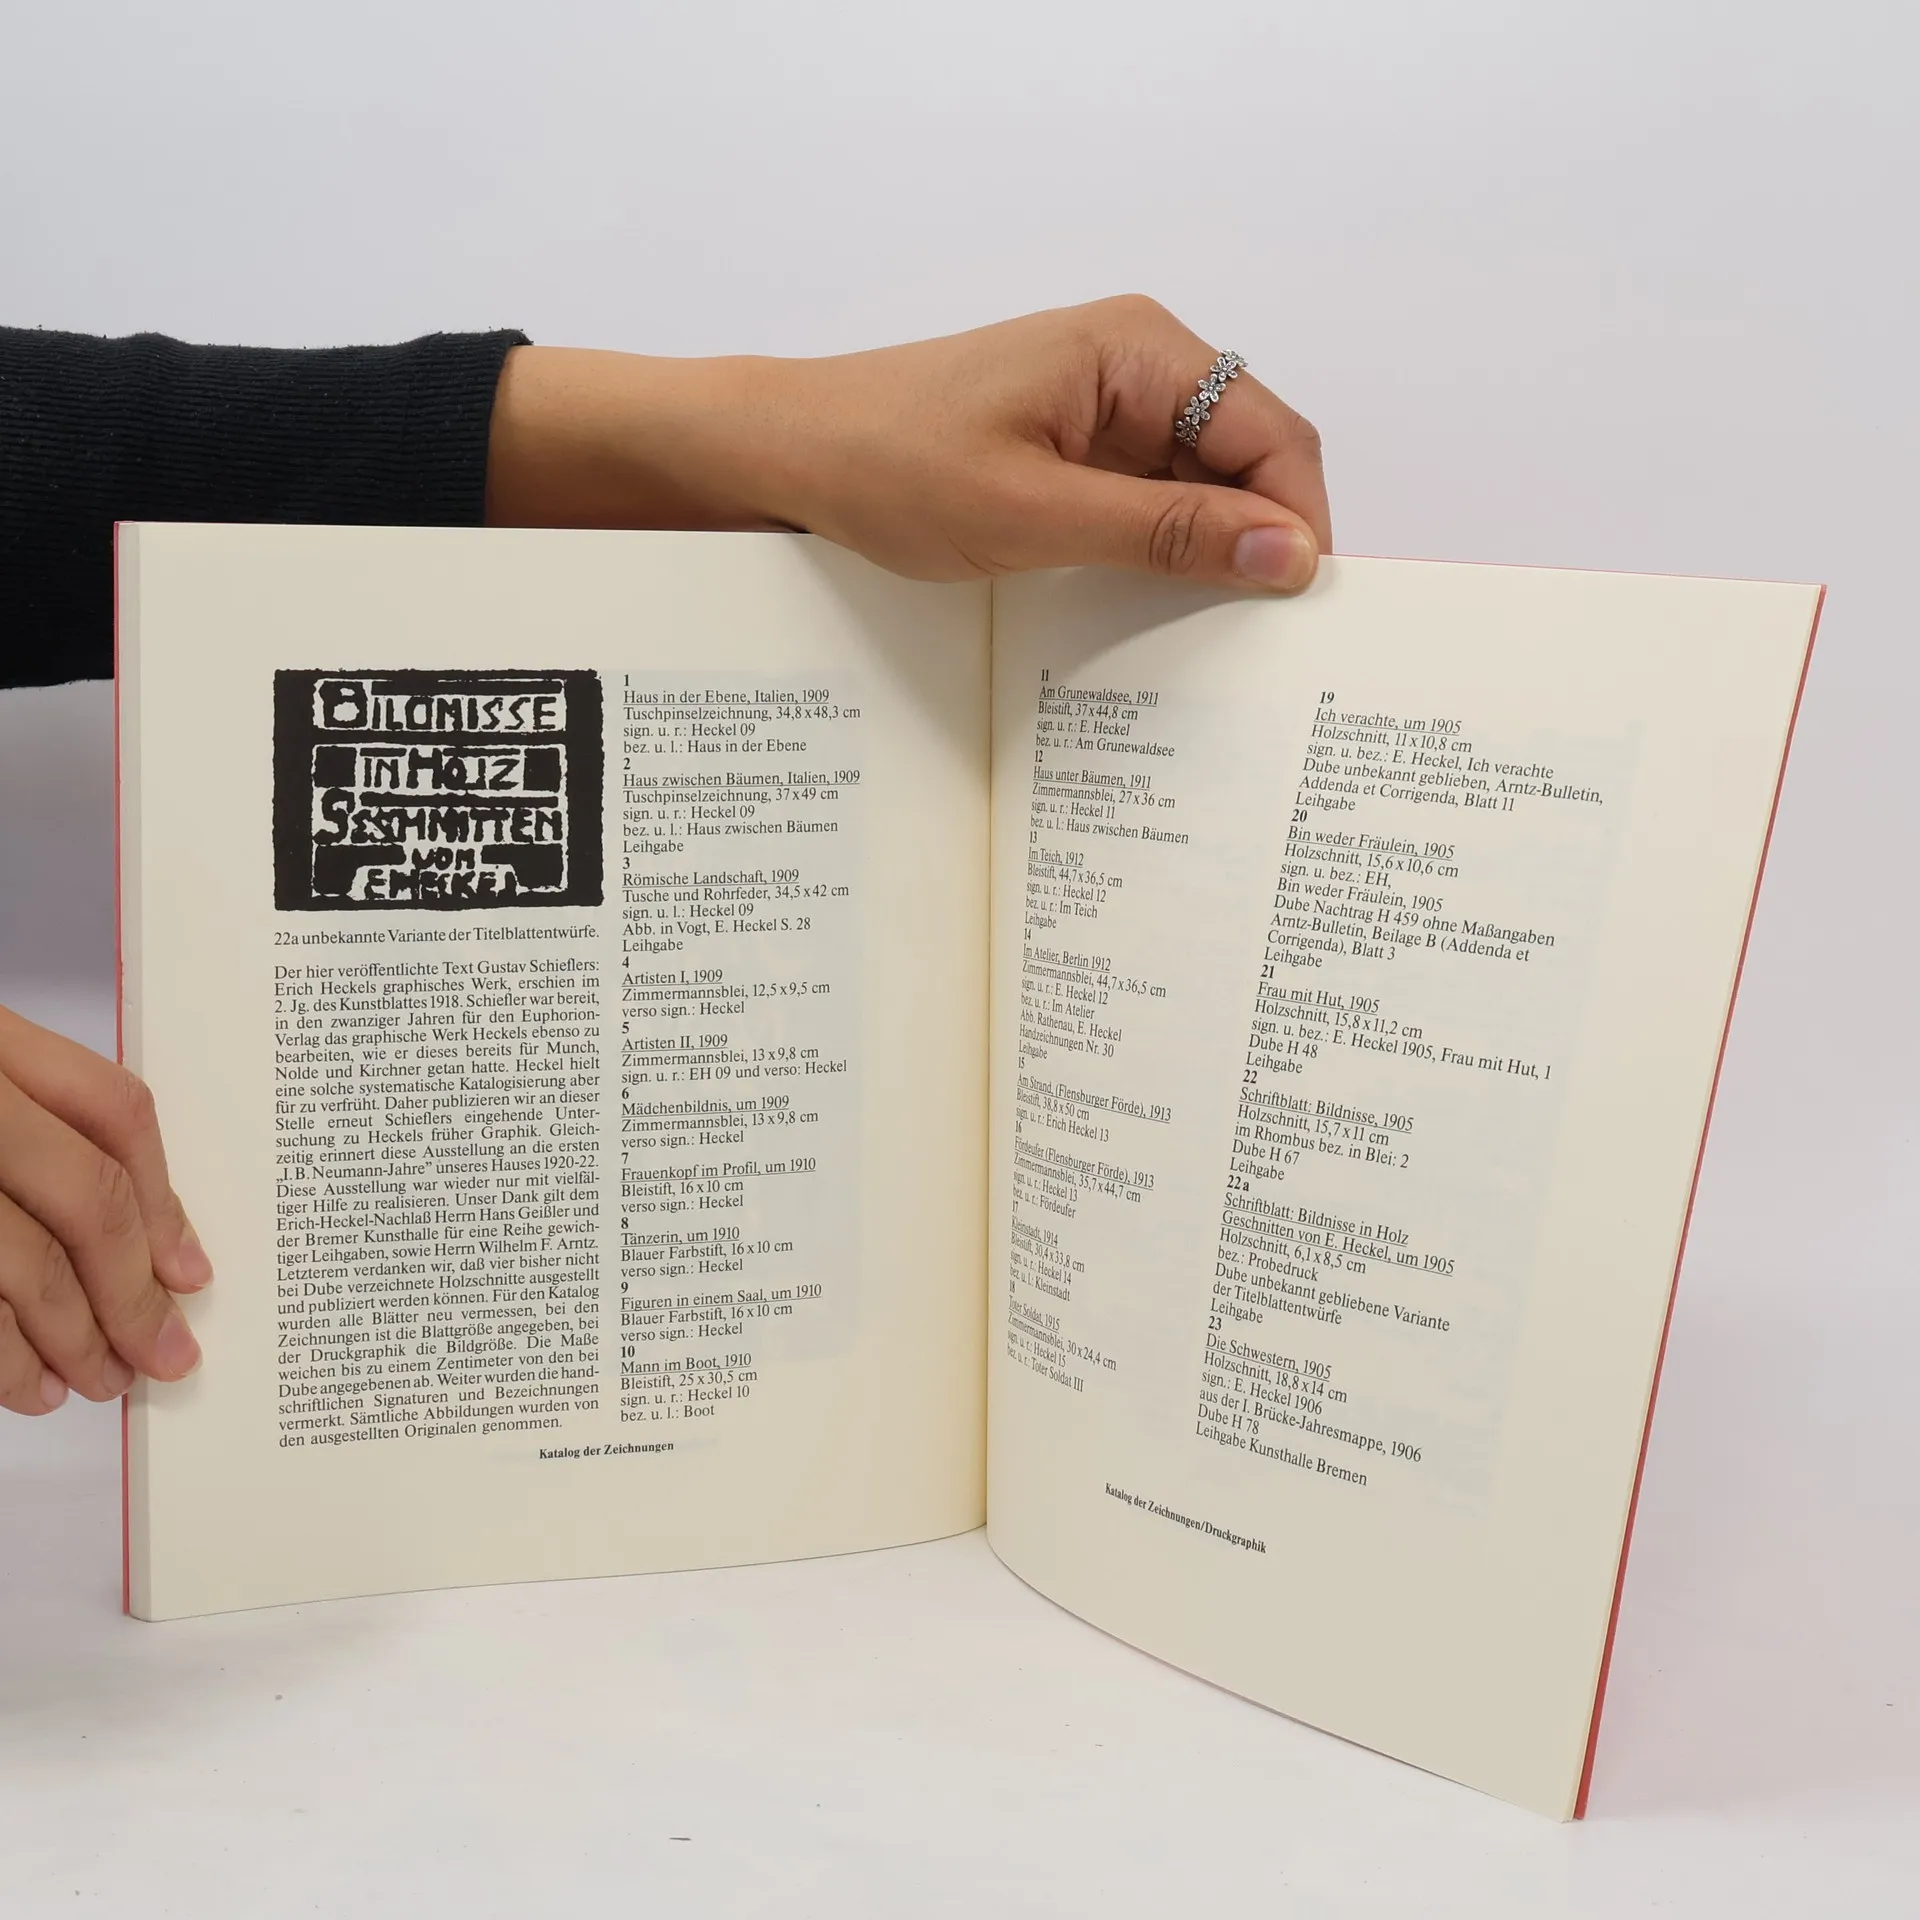 BILDNISSE
IN HOLZ
GESCHNITTEN
VOM
EHECKEL
22a unbekannte Variante der Titelblattentwürfe.
Der hier veröffentlichte Text Gustav Schieflers:
Erich Heckels graphisches Werk, erschien im
2. Jg. des Kunstblattes 1918. Schiefler war bereit,
in den zwanziger Jahren für den Euphorion-
Verlag das graphische Werk Heckels ebenso zu
bearbeiten, wie er dieses bereits für Munch,
Nolde und Kirchner getan hatte. Heckel hielt
eine solche systematische Katalogisierung aber
für zu verfrüht. Daher publizieren wir an dieser
Stelle erneut Schieflers eingehende Unter-
suchung zu Heckels früher Graphik. Gleich-
zeitig erinnert diese Ausstellung an die ersten
„I. B. Neumann-Jahre” unseres Hauses 1920-22.
Diese Ausstellung war wieder nur mit vielfäl-
tiger Hilfe zu realisieren. Unser Dank gilt dem
Erich-Heckel-Nachlaß Herrn Hans Geißler und
der Bremer Kunsthalle für eine Reihe gewich-
tiger Leihgaben, sowie Herrn Wilhelm F. Arntz.
Letzterem verdanken wir, daß vier bisher nicht
bei Dube verzeichnete Holzschnitte ausgestellt
und publiziert werden können. Für den Katalog
wurden alle Blätter neu vermessen, bei den
Zeichnungen ist die Blattgröße angegeben, bei
der Druckgraphik die Bildgröße. Die Maße
weichen bis zu einem Zentimeter von den bei
Dube angegebenen ab. Weiter wurden die hand-
schriftlichen Signaturen und Bezeichnungen
vermerkt. Sämtliche Abbildungen wurden von
den ausgestellten Originalen genommen.
1
Haus in der Ebene, Italien, 1909
Tuschpinselzeichnung, 34,8 x 48,3 cm
sign. u. r.: Heckel 09
bez. u. l.: Haus in der Ebene
2
Haus zwischen Bäumen, Italien, 1909
Tuschpinselzeichnung, 37 x 49 cm
sign. u. r.: Heckel 09
bez. u. l.: Haus zwischen Bäumen
Leihgabe
3
Römische Landschaft, 1909
Tusche und Rohrfeder, 34,5 x 42 cm
sign. u. l.: Heckel 09
Abb. in Vogt, E. Heckel S. 28
Leihgabe
4
Artisten I, 1909
Zimmermannsblei, 12,5 x 9,5 cm
verso sign.: Heckel
5
Artisten II, 1909
Zimmermannsblei, 13 x 9,8 cm
sign. u. r.: EH 09 und verso: Heckel
6
Mädchenbildnis, um 1909
Zimmermannsblei, 13 x 9,8 cm
verso sign.: Heckel
7
Frauenkopf im Profil, um 1910
Bleistift, 16 x 10 cm
verso sign.: Heckel
8
Tänzerin, um 1910
Blauer Farbstift, 16 x 10 cm
verso sign.: Heckel
9
Figuren in einem Saal, um 1910
Blauer Farbstift, 16 x 10 cm
verso sign.: Heckel
10
Mann im Boot, 1910
Bleistift, 25 x 30,5 cm
sign. u. r.: Heckel 10
bez. u. l.: Boot
Katalog der Zeichnungen
11
Am Grunewaldsee, 1911
Bleistift, 37 x 44,8 cm
sign. u. r.: E. Heckel
bez. u. r.: Am Grunewaldsee
12
Haus unter Bäumen, 1911
Zimmermannsblei, 27 x 36 cm
sign. u. r.: Heckel 11
bez. u. l.: Haus zwischen Bäumen
13
Im Teich, 1912
Bleistift, 44,7 x 36,5 cm
sign. u. r.: Heckel 12
bez. u. r.: Im Teich
Leihgabe
14
Im Atelier, Berlin 1912
Zimmermannsblei, 44,7 x 36,5 cm
sign. u. r.: E. Heckel 12
bez. u. r.: Im Atelier
Abb. Rathenau, E. Heckel
Handzeichnungen Nr. 30
Leihgabe
15
Am Strand, (Flensburger Förde), 1913
Bleistift, 38,8 x 50 cm
sign. u. r.: Erich Heckel 13
16
Fördeufer (Flensburger Förde), 1913
Zimmermannsblei, 35,7 x 44,7 cm
sign. u. r.: Heckel 13
bez. u. r.: Fördeufer
17
Kleinstadt, 1914
Bleistift, 30,4 x 33,8 cm
sign. u. r.: Heckel 14
bez. u. l.: Kleinstadt
18
Toter Soldat, 1915
Zimmermannsblei, 30 x 24,4 cm
sign. u. r.: Heckel 15
bez. u. r.: Toter Soldat III
19
Ich verachte, um 1905
Holzschnitt, 11 x 10,8 cm
sign. u. bez.: E. Heckel, Ich verachte
Dube unbekannt geblieben, Arntz-Bulletin,
Addenda et Corrigenda, Blatt 11
Leihgabe
20
Bin weder Fräulein, 1905
Holzschnitt, 15,6 x 10,6 cm
sign. u. bez.: EH,
Bin weder Fräulein, 1905
Dube Nachtrag H 459 ohne Maßangaben
Arntz-Bulletin, Beilage B (Addenda et
Corrigenda), Blatt 3
Leihgabe
21
Frau mit Hut, 1905
Holzschnitt, 15,8 x 11,2 cm
sign. u. bez.: E. Heckel 1905, Frau mit Hut, 1
Dube H 48
Leihgabe
22
Schriftblatt: Bildnisse, 1905
Holzschnitt, 15,7 x 11 cm
im Rhombus bez. in Blei: 2
Dube H 67
Leihgabe
22a
Schriftblatt: Bildnisse in Holz
Geschnitten von E. Heckel, um 1905
Holzschnitt, 6,1 x 8,5 cm
bez.: Probedruck
Dube unbekannt gebliebene Variante
der Titelblattentwürfe
Leihgabe
23
Die Schwestern, 1905
Holzschnitt, 18,8 x 14 cm
sign.: E. Heckel 1906
aus der I. Brücke-Jahresmappe, 1906
Dube H 78
Leihgabe Kunsthalle Bremen
Katalog der Zeichnungen/Druckgraphik